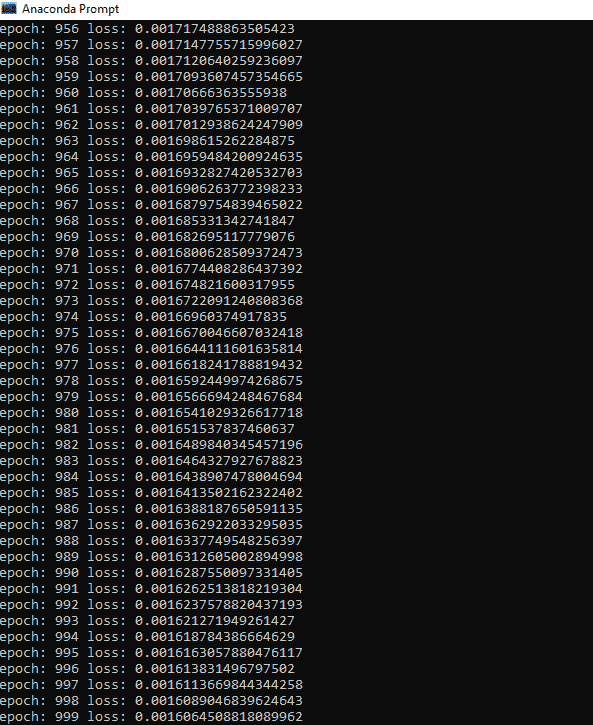 Anaconda Prompt
epoch: 956 loss: 0.001717488863505423
epoch: 957 loss: 0.0017147755715996027
epoch: 958 loss: 0.0017120640259236097
epoch: 959 loss: 0.0017093607457354665
epoch: 960 loss: 0.00170666363555938
epoch: 961 loss: 0.0017039765371009707
epoch: 962 loss: 0.0017012938624247909
epoch: 963 loss: 0.001698615262284875
epoch: 964 loss: 0.0016959484200924635
epoch: 965 loss: 0.0016932827420532703
epoch: 966 loss: 0.0016906263772398233
epoch: 967 loss: 0.0016879754839465022
epoch: 968 loss: 0.001685331342741847
epoch: 969 loss: 0.001682695117779076
epoch: 970 loss: 0.0016800628509372473
epoch: 971 loss: 0.0016774408286437392
epoch: 972 loss: 0.001674821600317955
epoch: 973 loss: 0.0016722091240808368
epoch: 974 loss: 0.00166960374917835
epoch: 975 loss: 0.0016670046607032418
epoch: 976 loss: 0.0016644111601635814
epoch: 977 loss: 0.0016618241788819432
epoch: 978 loss: 0.0016592449974268675
epoch: 979 loss: 0.0016566694248467684
epoch: 980 loss: 0.0016541029326617718
epoch: 981 loss: 0.001651537837460637
epoch: 982 loss: 0.0016489840345457196
epoch: 983 loss: 0.0016464327927678823
epoch: 984 loss: 0.0016438907478004694
epoch: 985 loss: 0.0016413502162322402
epoch: 986 loss: 0.0016388187650591135
epoch: 987 loss: 0.0016362922033295035
epoch: 988 loss: 0.0016337749548256397
epoch: 989 loss: 0.0016312605002894998
epoch: 990 loss: 0.0016287550097331405
epoch: 991 loss: 0.0016262513818219304
epoch: 992 loss: 0.0016237578820437193
epoch: 993 loss: 0.001621271949261427
epoch: 994 loss: 0.001618784386664629
epoch: 995 loss: 0.0016163057880476117
epoch: 996 loss: 0.001613831496797502
epoch: 997 loss: 0.0016113669844344258
epoch: 998 loss: 0.0016089046839624643
epoch: 999 loss: 0.0016064508818089962